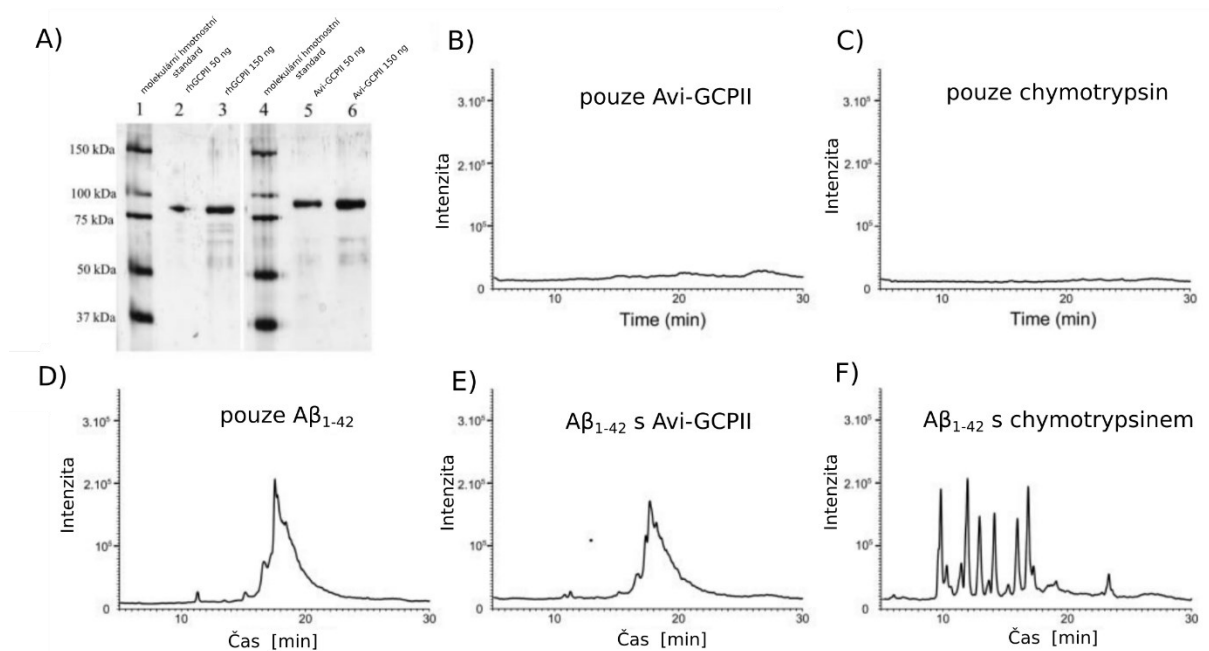 A)
molekulární hmotnostní
standard
rhGCPII 50 ng
rhGCPII 150 ng
molekulární hmotnostní
standard
Avi-GCPII 50 ng
Avi-GCPII 150 ng
1 2 3 4 5 6
150 kDa
100 kDa
75 kDa
50 kDa
37 kDa
B)
pouze Avi-GCPII
Intenzita
3.10⁵
2.10⁵
10⁵
0
10 20 30
Time (min)
C)
pouze chymotrypsin
Intenzita
3.10⁵
2.10⁵
10⁵
0
10 20 30
Time (min)
D)
pouze Aβ₁₋₄₂
Intenzita
3.10⁵
2.10⁵
10⁵
0
10 20 30
Čas [min]
E)
Aβ₁₋₄₂ s Avi-GCPII
Intenzita
3.10⁵
2.10⁵
10⁵
0
10 20 30
Čas [min]
F)
Aβ₁₋₄₂ s chymotrypsinem
Intenzita
3.10⁵
2.10⁵
10⁵
0
10 20 30
Čas [min]